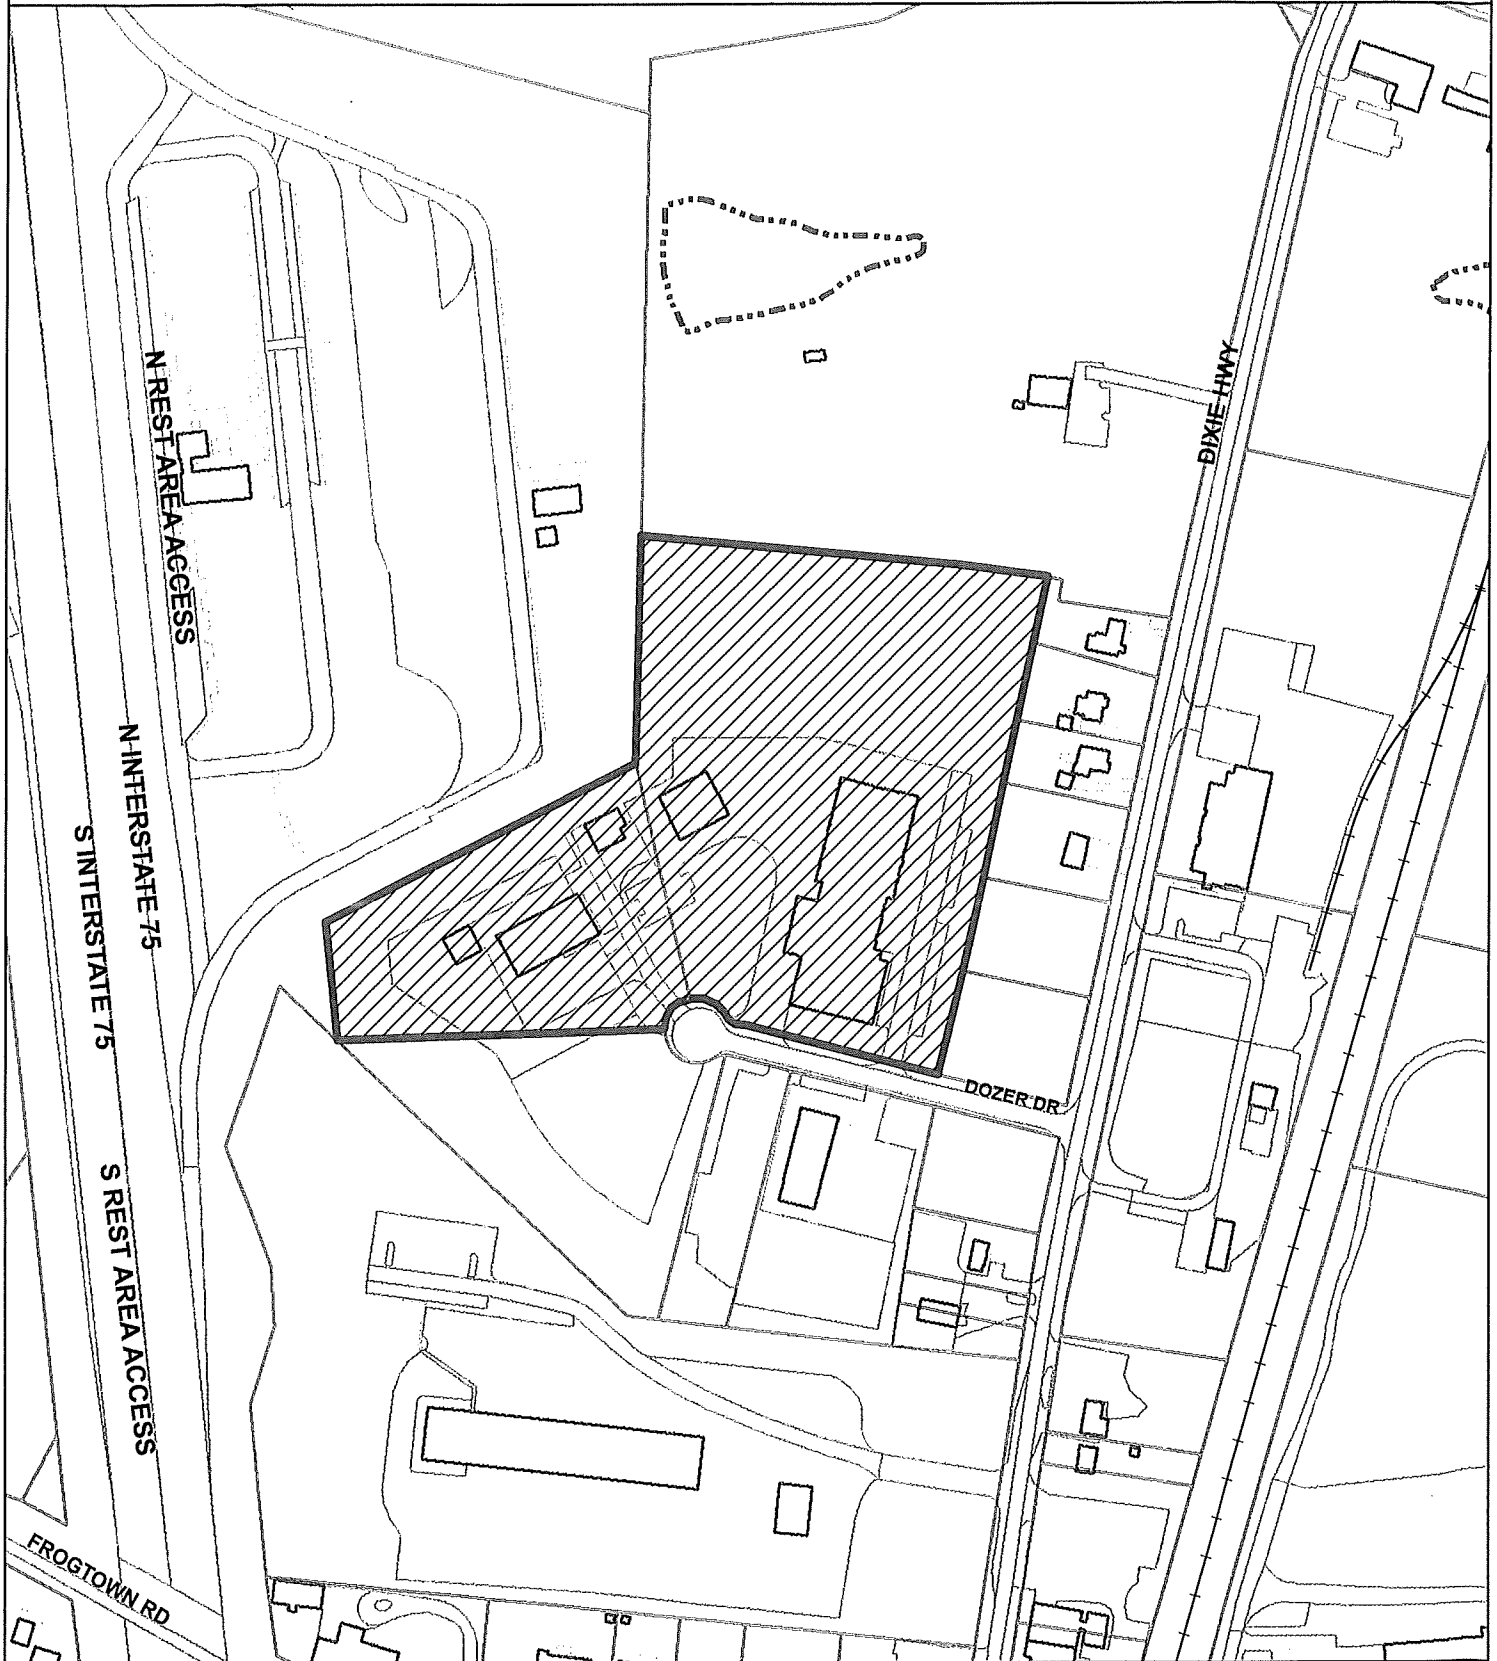 DIXIE HWY
N REST AREA ACCESS
N INTERSTATE 75
S INTERSTATE 75
DOZER DR
S REST AREA ACCESS
FROGTOWN RD